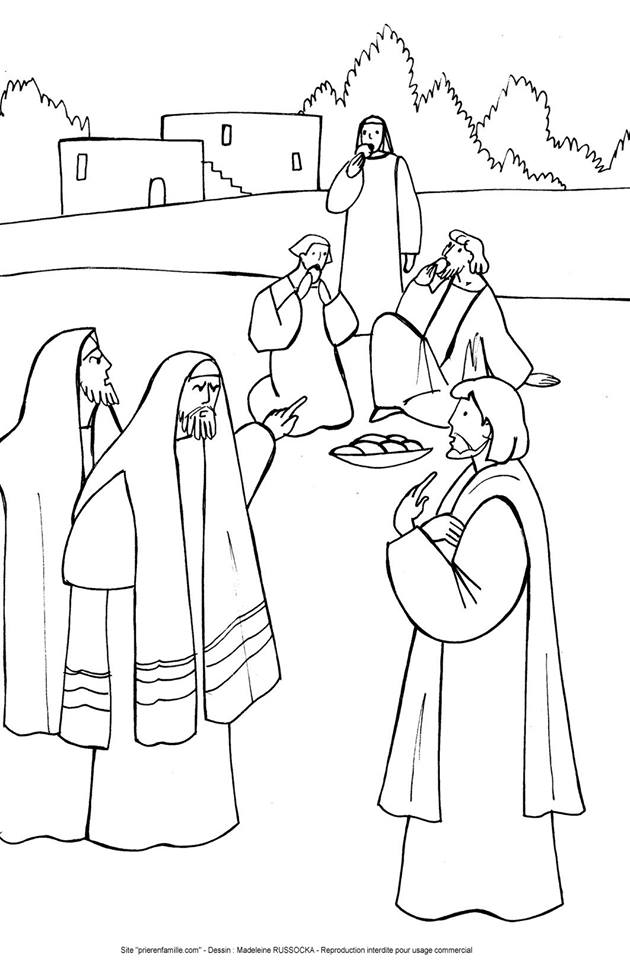 Site "prierenfamille.com" - Dessin : Madeleine RUSSOCKA - Reproduction interdite pour usage commercial